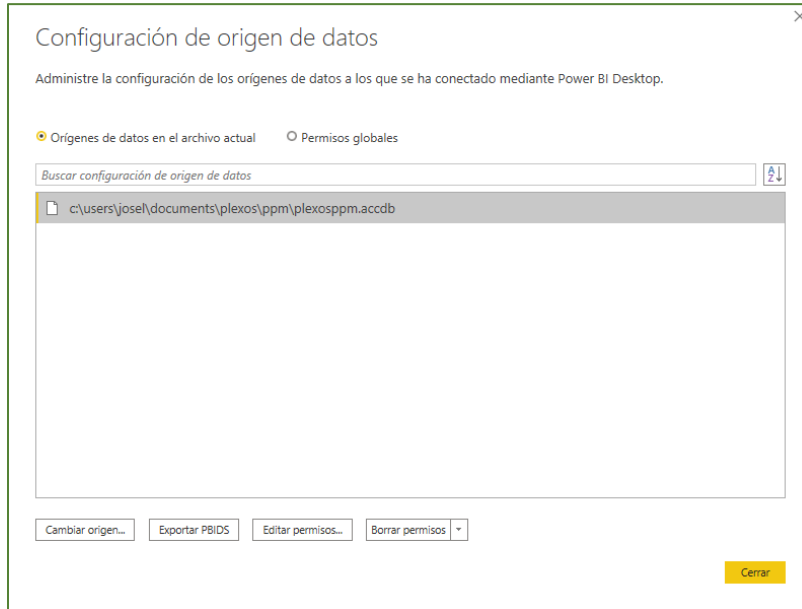 Configuración de origen de datos
Administre la configuración de los orígenes de datos a los que se ha conectado mediante Power BI Desktop.
Orígenes de datos en el archivo actual Permisos globales
Buscar configuración de origen de datos
c:\users\josel\documents\plexos\ppm\plexosppm.accdb
Cambiar origen... Exportar PBIDS Editar permisos... Borrar permisos
Cerrar